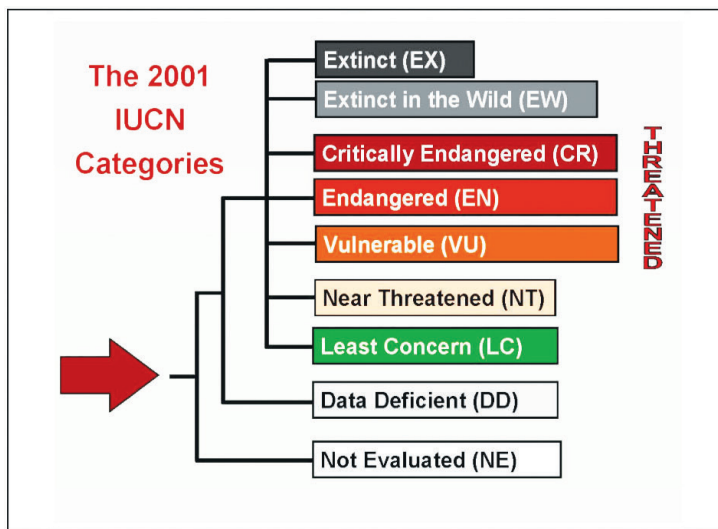 The 2001
IUCN
Categories
Extinct (EX)
Extinct in the Wild (EW)
Critically Endangered (CR)
Endangered (EN)
Vulnerable (VU)
Near Threatened (NT)
Least Concern (LC)
Data Deficient (DD)
Not Evaluated (NE)
THREATENED